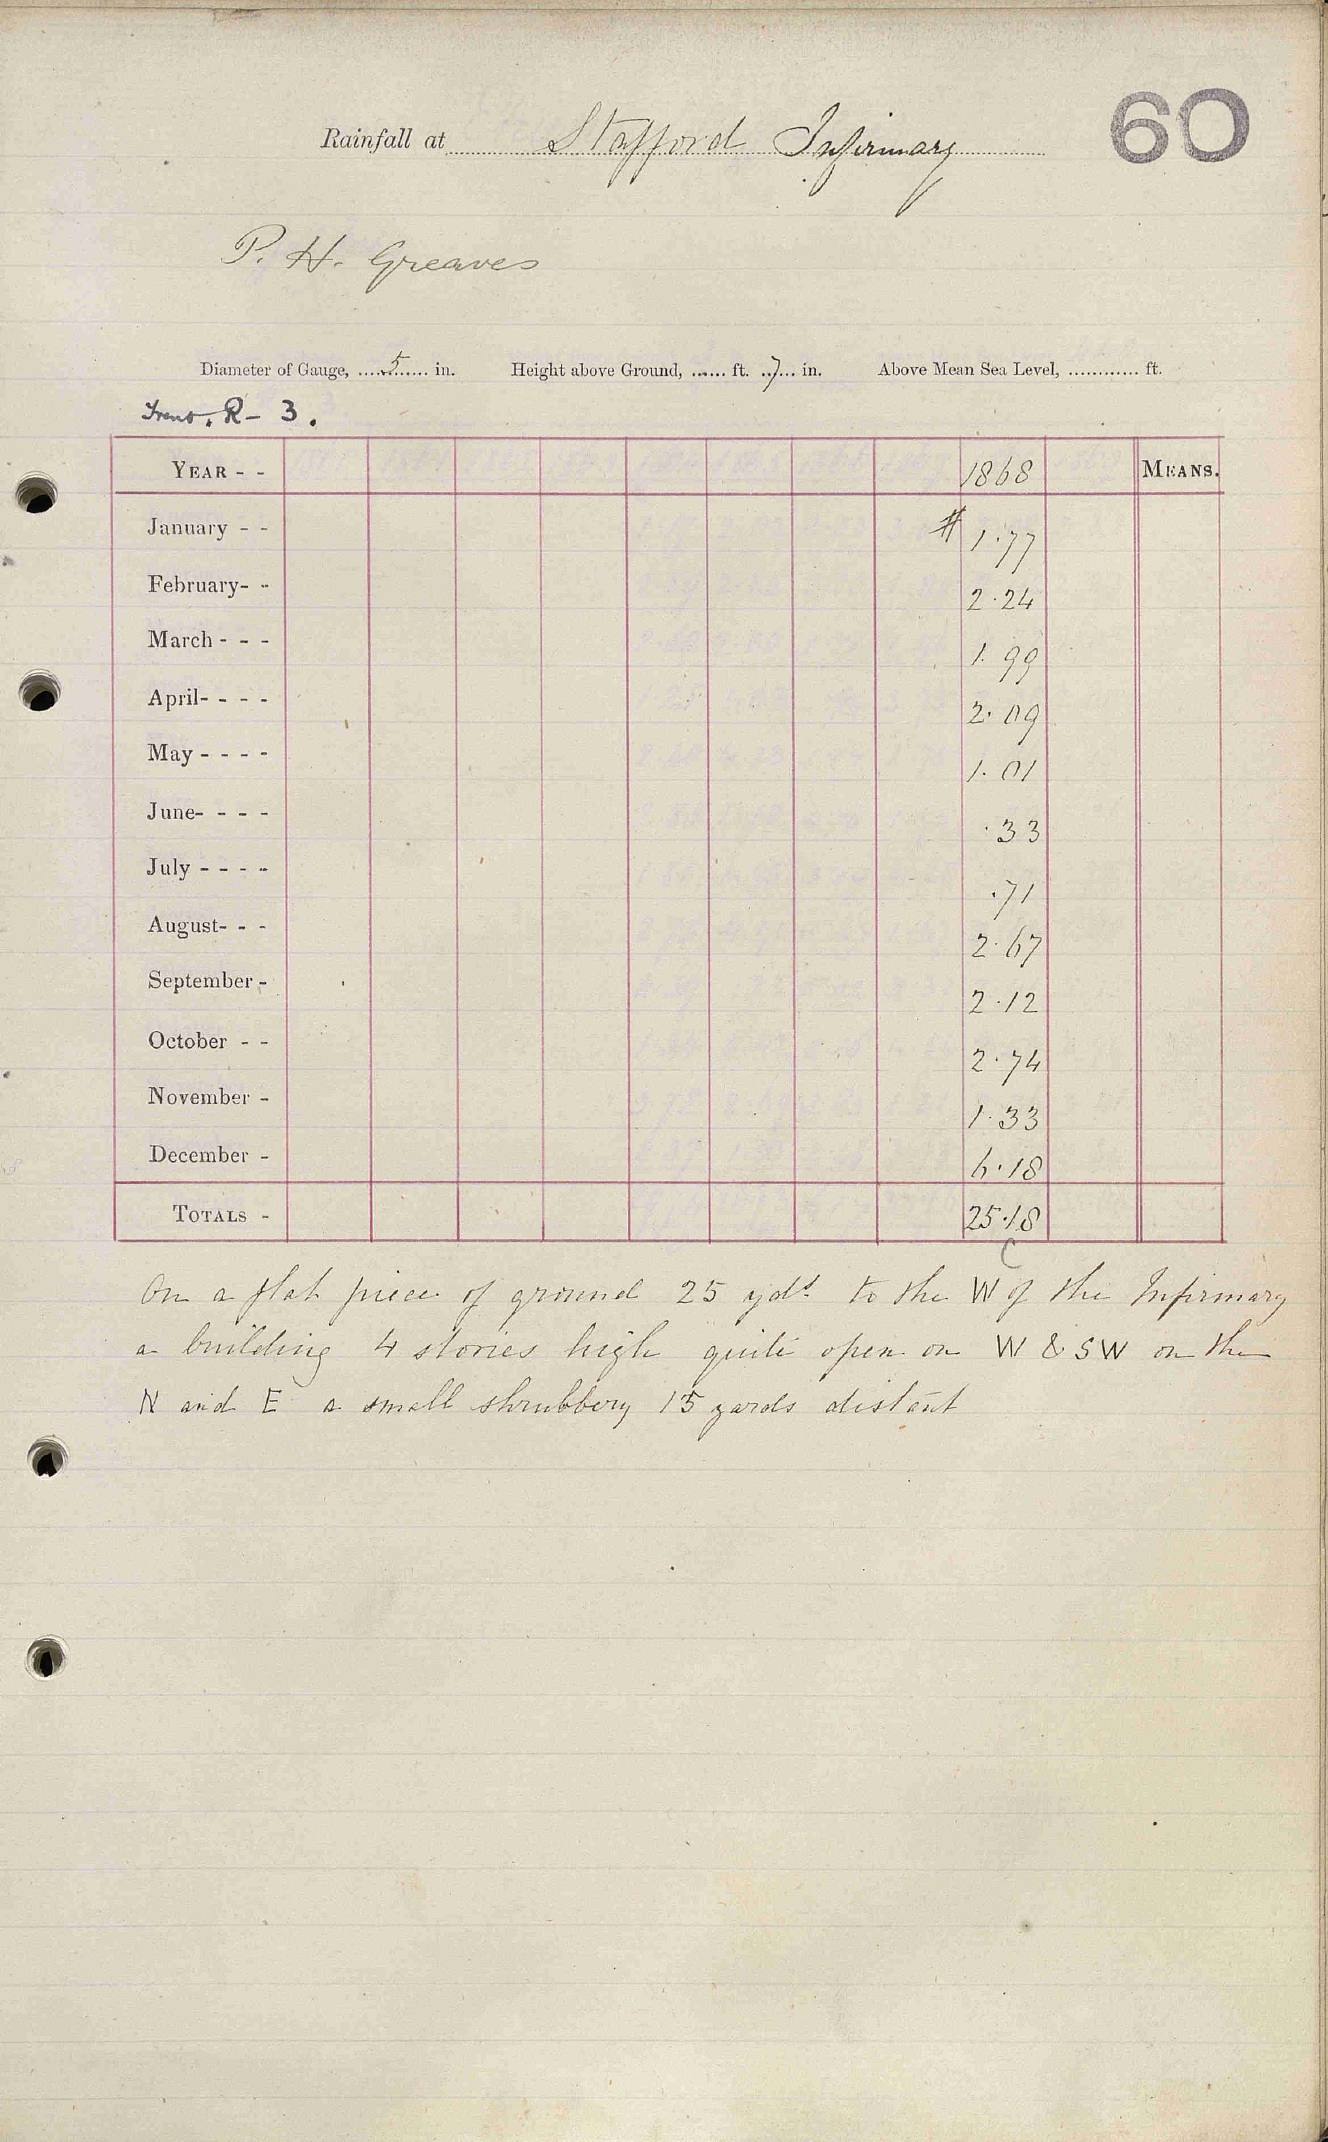 60
Rainfall at Stafford Infirmary
P. H. Greaves
Diameter of Gauge, 5 in. Height above Ground, ...... ft. 7 in. Above Mean Sea Level, ............ ft.
Trent. R - 3.
YEAR - - 1868 MEANS.
January - - # 1.77
February- - 2.24
March - - - 1.99
April- - - - 2.09
May - - - - 1.01
June- - - - .33
July - - - - .71
August- - - 2.67
September - 2.12
October - - 2.74
November - 1.33
December - 6.18
TOTALS - 25.18
C
On a flat piece of ground 25 yds. to the W of the Infirmary
a building 4 stories high quite open on W & SW on the
N and E a small shrubbery 15 yards distant